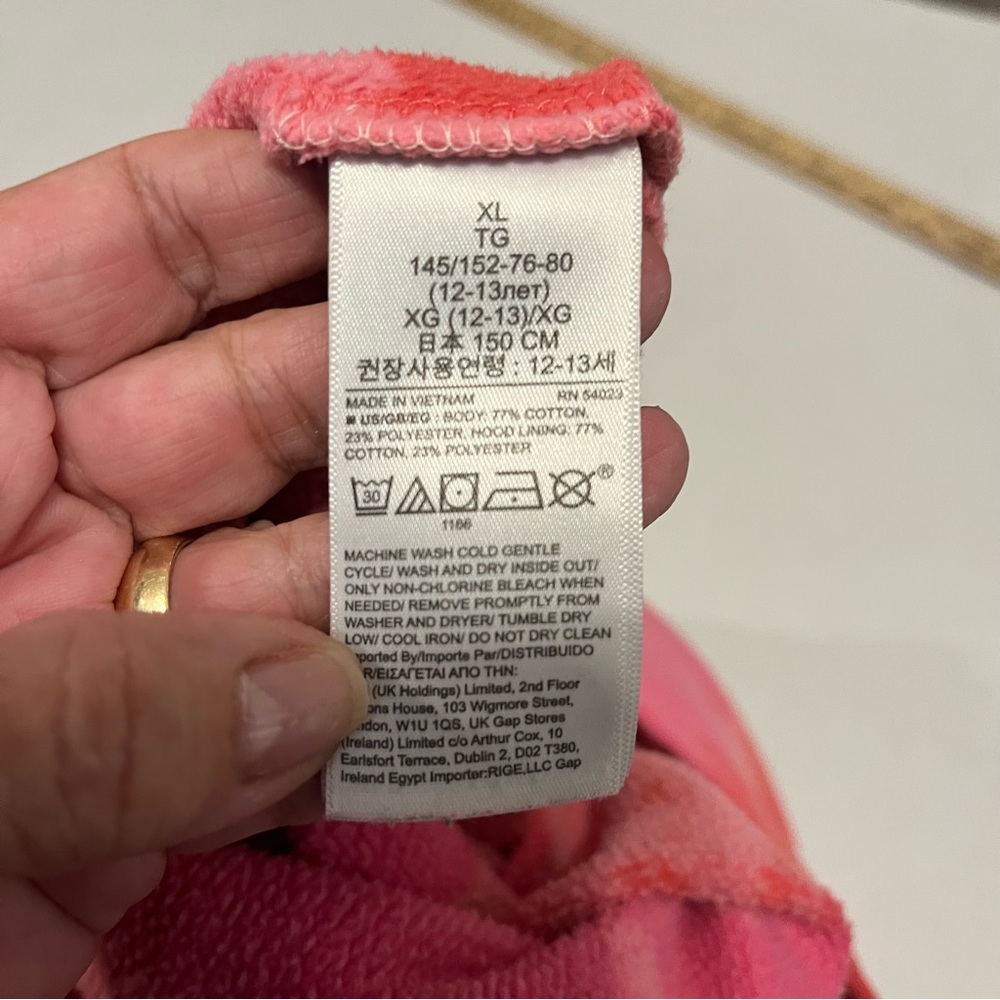 XL
TG
145/152-76-80
(12-13лет)
XG (12-13)/XG
日本 150 CM
권장사용연령 : 12-13세
MADE IN VIETNAM RN 54023
US/GB/EG : BODY: 77% COTTON,
23% POLYESTER, HOOD LINING: 77%
COTTON, 23% POLYESTER
30
®
1166
MACHINE WASH COLD GENTLE
CYCLE/ WASH AND DRY INSIDE OUT/
ONLY NON-CHLORINE BLEACH WHEN
NEEDED/ REMOVE PROMPTLY FROM
WASHER AND DRYER/ TUMBLE DRY
LOW/ COOL IRON/ DO NOT DRY CLEAN
ported By/Importe Par/DISTRIBUIDO
R/ΕΙΣΑΓΕΤΑΙ ΑΠΟ ΤΗΝ:
(UK Holdings) Limited, 2nd Floor
ons House, 103 Wigmore Street,
don, W1U 1QS, UK Gap Stores
(Ireland) Limited c/o Arthur Cox, 10
Earlsfort Terrace, Dublin 2, D02 T380,
Ireland Egypt Importer:RIGE,LLC Gap